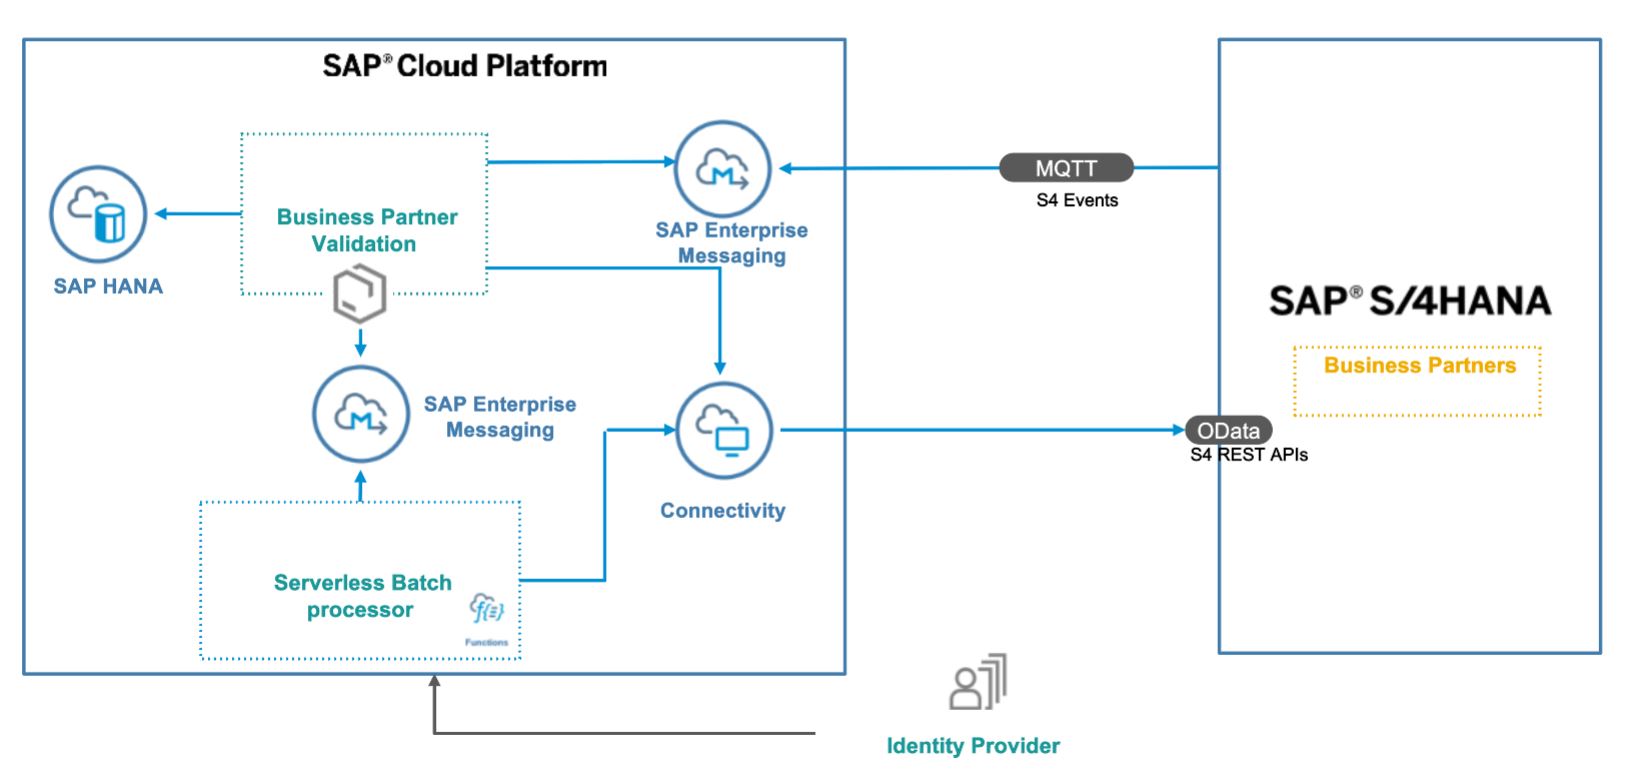 SAP® Cloud Platform
MQTT
S4 Events
Business Partner
Validation
SAP HANA
SAP Enterprise
Messaging
SAP® S/4HANA
Business Partners
SAP Enterprise
Messaging
OData
S4 REST APIs
Connectivity
Serverless Batch
processor
f(≡)
Functions
Identity Provider